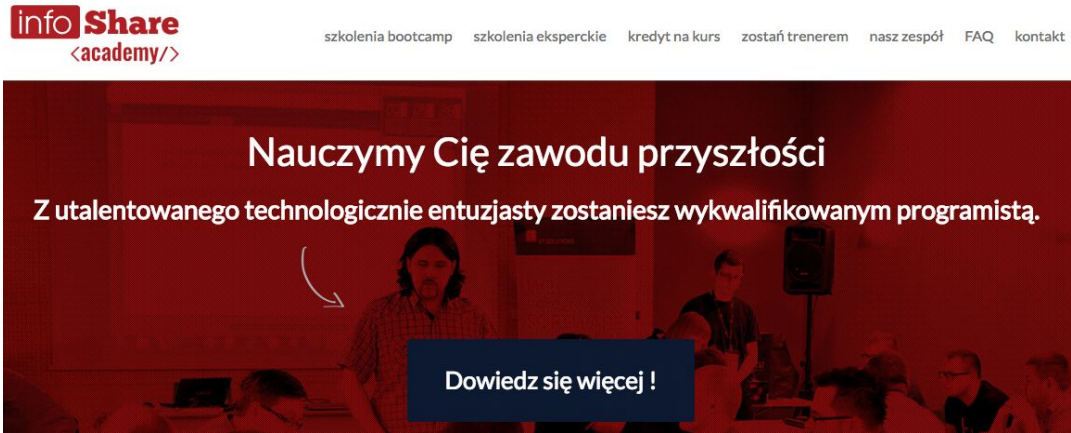 info Share
<academy/>
szkolenia bootcamp szkolenia eksperckie kredyt na kurs zostań trenerem nasz zespół FAQ kontakt
Nauczymy Cię zawodu przyszłości
Z utalentowanego technologicznie entuzjasty zostaniesz wykwalifikowanym programistą.
Dowiedz się więcej !